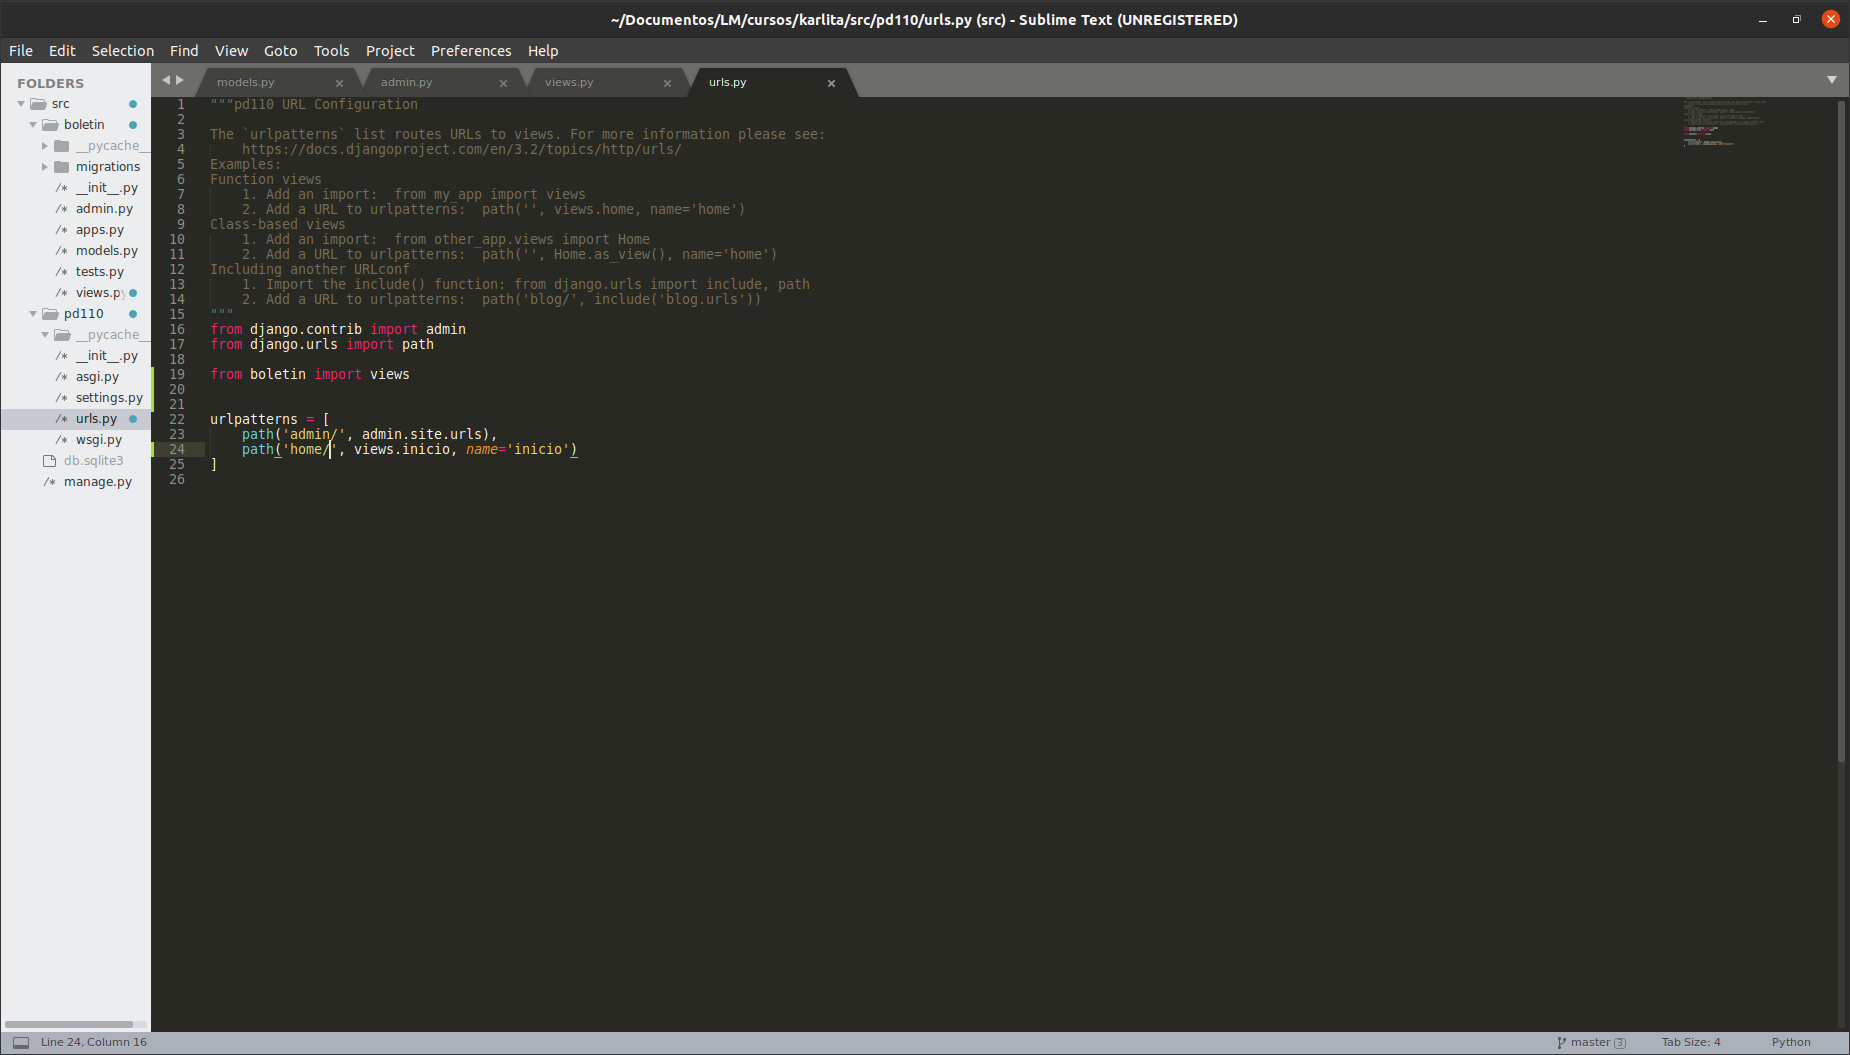 ~/Documentos/LM/cursos/karlita/src/pd110/urls.py (src) - Sublime Text (UNREGISTERED)
File Edit Selection Find View Goto Tools Project Preferences Help
FOLDERS
src
boletin
__pycache__
migrations
__init__.py
admin.py
apps.py
models.py
tests.py
views.py
pd110
__pycache__
__init__.py
asgi.py
settings.py
urls.py
wsgi.py
db.sqlite3
manage.py
models.py admin.py views.py urls.py
1 """pd110 URL Configuration
2
3 The `urlpatterns` list routes URLs to views. For more information please see:
4     https://docs.djangoproject.com/en/3.2/topics/http/urls/
5 Examples:
6 Function views
7     1. Add an import:  from my_app import views
8     2. Add a URL to urlpatterns:  path('', views.home, name='home')
9 Class-based views
10     1. Add an import:  from other_app.views import Home
11     2. Add a URL to urlpatterns:  path('', Home.as_view(), name='home')
12 Including another URLconf
13     1. Import the include() function: from django.urls import include, path
14     2. Add a URL to urlpatterns:  path('blog/', include('blog.urls'))
15 """
16 from django.contrib import admin
17 from django.urls import path
18
19 from boletin import views
20
21
22 urlpatterns = [
23     path('admin/', admin.site.urls),
24     path('home/', views.inicio, name='inicio')
25 ]
26
Line 24, Column 16
master 3
Tab Size: 4
Python